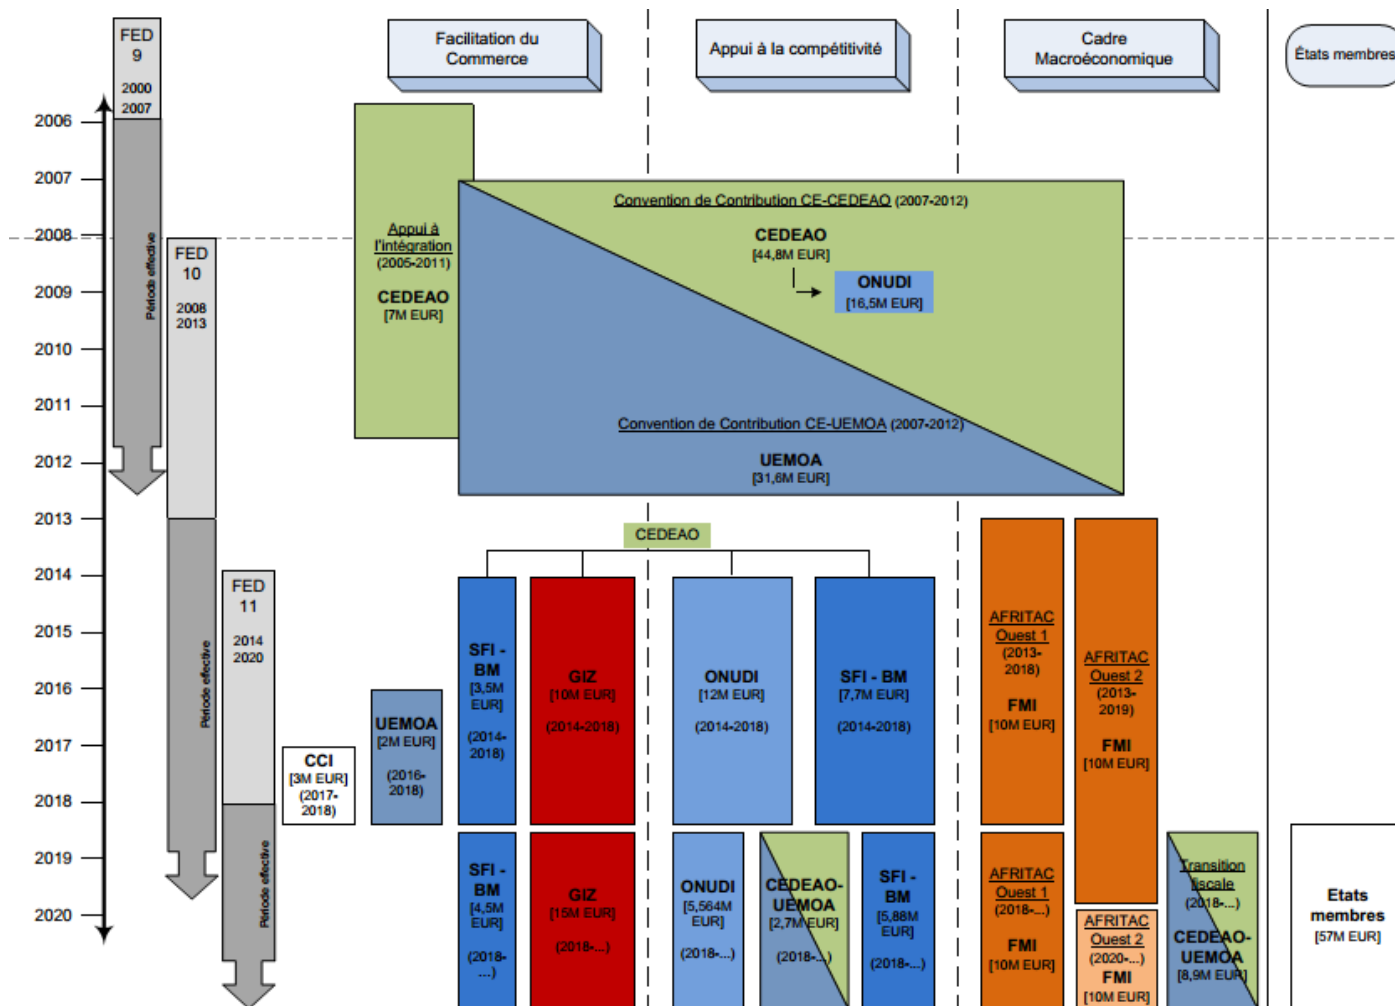 Facilitation du
Commerce
Appui à la compétitivité
Cadre
Macroéconomique
États membres
FED
9
2000
2007
Période effective
FED
10
2008
2013
Période effective
FED
11
2014
2020
Période effective
2006
2007
2008
2009
2010
2011
2012
2013
2014
2015
2016
2017
2018
2019
2020
Appui à
l'intégration
(2005-2011)
CEDEAO
[7M EUR]
Convention de Contribution CE-CEDEAO (2007-2012)
CEDEAO
[44,8M EUR]
ONUDI
[16,5M EUR]
Convention de Contribution CE-UEMOA (2007-2012)
UEMOA
[31,6M EUR]
CEDEAO
CCI
[3M EUR]
(2017-
2018)
UEMOA
[2M EUR]
(2016-
2018)
SFI -
BM
[3,5M
EUR]
(2014-
2018)
GIZ
[10M EUR]
(2014-2018)
ONUDI
[12M EUR]
(2014-2018)
SFI - BM
[7,7M EUR]
(2014-2018)
AFRITAC
Ouest 1
(2013-
2018)
FMI
[10M EUR]
AFRITAC
Ouest 2
(2013-
2019)
FMI
[10M EUR]
SFI -
BM
[4,5M
EUR]
(2018-
...)
GIZ
[15M EUR]
(2018-...)
ONUDI
[5,564M
EUR]
(2018-...)
CEDEAO-
UEMOA
[2,7M EUR]
(2018-...)
SFI -
BM
[5,88M
EUR]
(2018-...)
AFRITAC
Ouest 1
(2018-...)
FMI
[10M EUR]
AFRITAC
Ouest 2
(2020-...)
FMI
[10M EUR]
Transition
fiscale
(2018-...)
CEDEAO-
UEMOA
[8,9M EUR]
Etats
membres
[57M EUR]